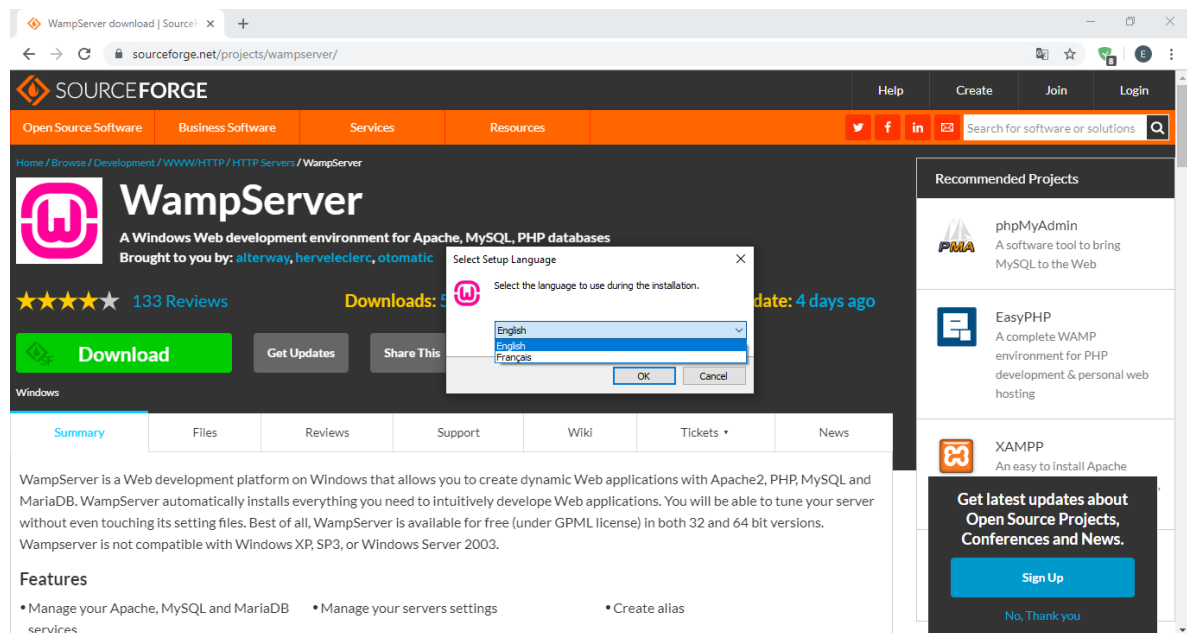 WampServer download | SourceF
sourceforge.net/projects/wampserver/
8
E
SOURCEFORGE
Help
Create
Join
Login
Open Source Software
Business Software
Services
Resources
Search for software or solutions
Home / Browse / Development / WWW/HTTP / HTTP Servers / WampServer
WampServer
A Windows Web development environment for Apache, MySQL, PHP databases
Brought to you by: alterway, herveleclerc, otomatic
133 Reviews
Downloads: 5
date: 4 days ago
SF
Download
Get Updates
Share This
Windows
Select Setup Language
Select the language to use during the installation.
English
English
Français
OK
Cancel
Summary
Files
Reviews
Support
Wiki
Tickets
News
WampServer is a Web development platform on Windows that allows you to create dynamic Web applications with Apache2, PHP, MySQL and
MariaDB. WampServer automatically installs everything you need to intuitively develope Web applications. You will be able to tune your server
without even touching its setting files. Best of all, WampServer is available for free (under GPML license) in both 32 and 64 bit versions.
Wampserver is not compatible with Windows XP, SP3, or Windows Server 2003.
Features
• Manage your Apache, MySQL and MariaDB
services
• Manage your servers settings
• Create alias
Recommended Projects
PMA
phpMyAdmin
A software tool to bring
MySQL to the Web
EasyPHP
A complete WAMP
environment for PHP
development & personal web
hosting
XAMPP
An easy to install Apache
Get latest updates about
Open Source Projects,
Conferences and News.
Sign Up
No, Thank you